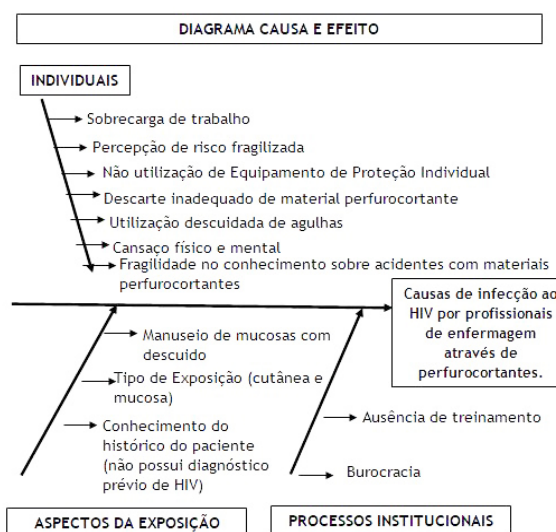 DIAGRAMA CAUSA E EFEITO
INDIVIDUAIS
Sobrecarga de trabalho
Percepção de risco fragilizada
Não utilização de Equipamento de Proteção Individual
Descarte inadequado de material perfurocortante
Utilização descuidada de agulhas
Cansaço físico e mental
Fragilidade no conhecimento sobre acidentes com materiais
perfurocortantes
Causas de infecção ao
HIV por profissionais
de enfermagem
através de
perfurocortantes.
Manuseio de mucosas com
descuido
Tipo de Exposição (cutânea e
mucosa)
Conhecimento do
histórico do paciente
(não possui diagnóstico
prévio de HIV)
Ausência de treinamento
Burocracia
ASPECTOS DA EXPOSIÇÃO
PROCESSOS INSTITUCIONAIS